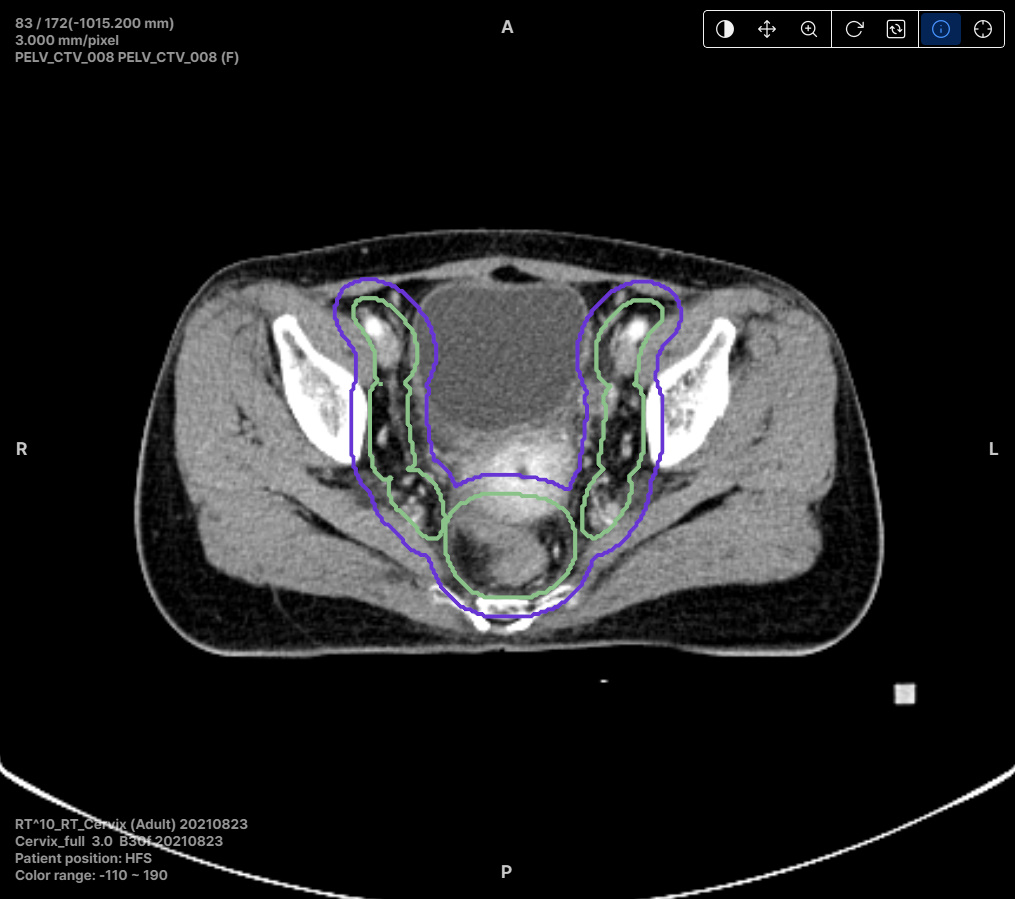 83 / 172(-1015.200 mm)
3.000 mm/pixel
PELV_CTV_008 PELV_CTV_008 (F)
A
R
L
RT^10_RT_Cervix (Adult) 20210823
Cervix_full 3.0 B30f 20210823
Patient position: HFS
Color range: -110 ~ 190
P